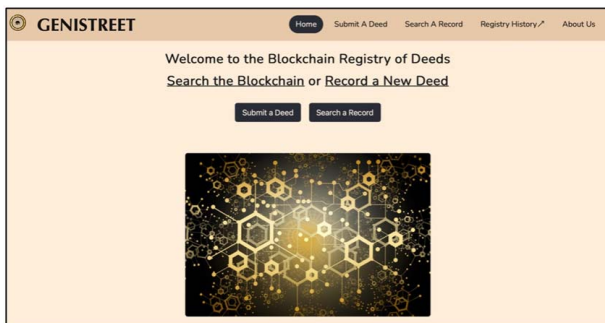 GENISTREET
Home Submit A Deed Search A Record Registry History↗ About Us
Welcome to the Blockchain Registry of Deeds
Search the Blockchain or Record a New Deed
Submit a Deed Search a Record